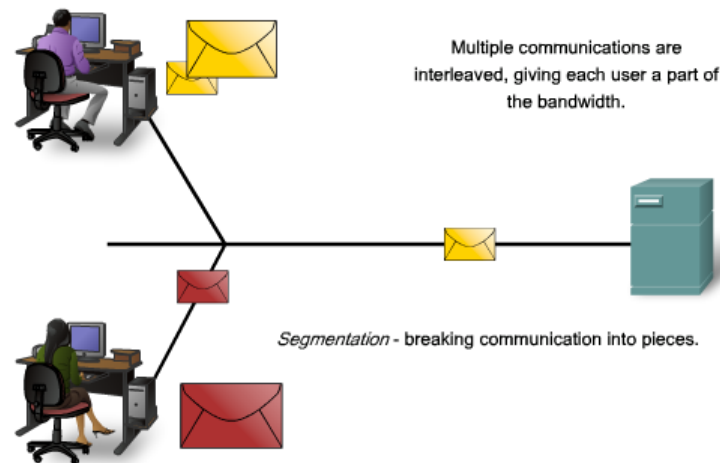 Multiple communications are
interleaved, giving each user a part of
the bandwidth.
Segmentation - breaking communication into pieces.